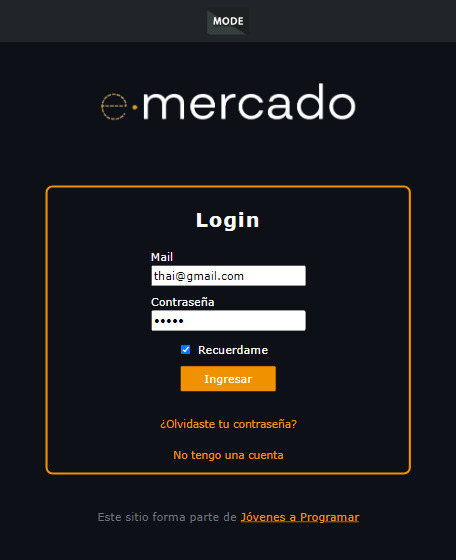 MODE
e·mercado
Login
Mail
thai@gmail.com
Contraseña
•••••
Recuerdame
Ingresar
¿Olvidaste tu contraseña?
No tengo una cuenta
Este sitio forma parte de Jóvenes a Programar